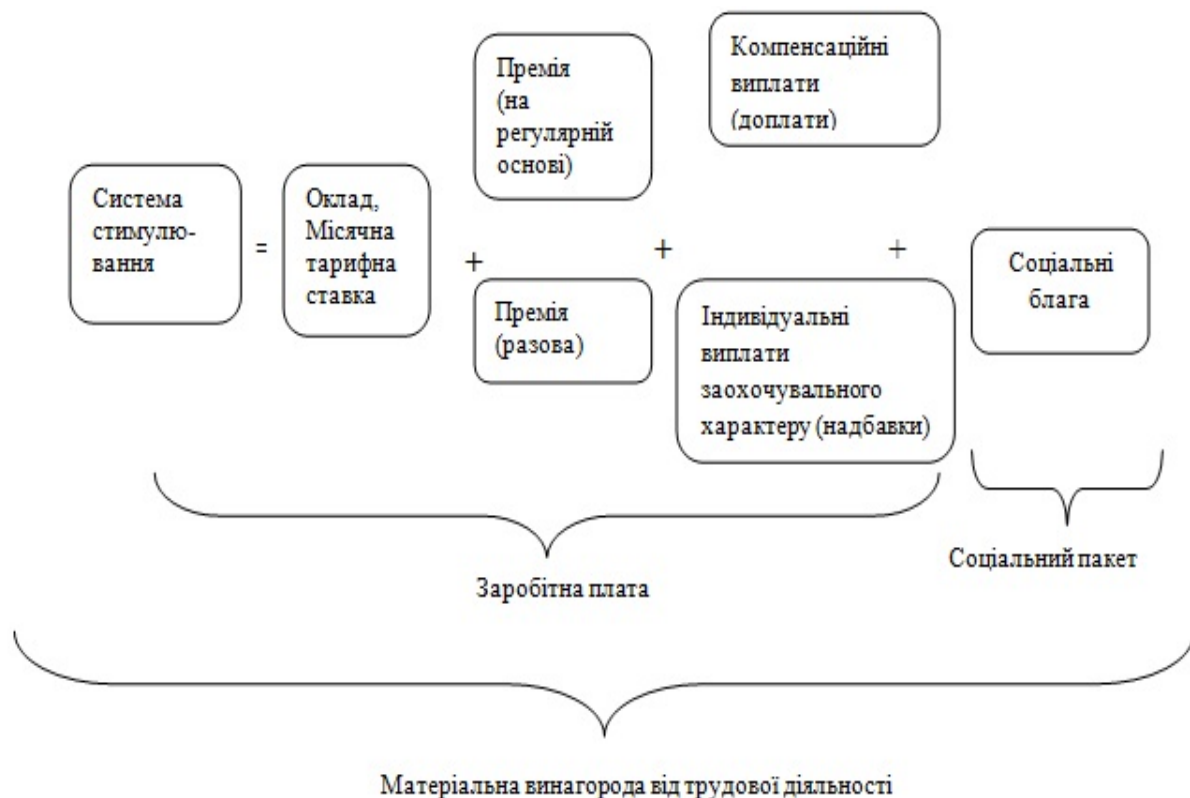 Система
стимулю-
вання
=
Оклад,
Місячна
тарифна
ставка
+
Премія
(на
регулярній
основі)
Премія
(разова)
+
Компенсаційні
виплати
(доплати)
Індивідуальні
виплати
заохочувального
характеру (надбавки)
+
Соціальні
блага
Заробітна плата
Соціальний пакет
Матеріальна винагорода від трудової діяльності